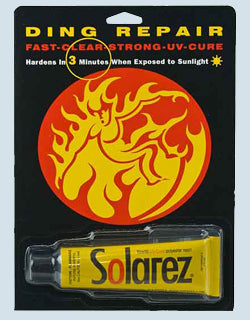 DING REPAIR
FAST-CLEAR-STRONG-UV-CURE
Hardens In 3 Minutes When Exposed to Sunlight
Solarez